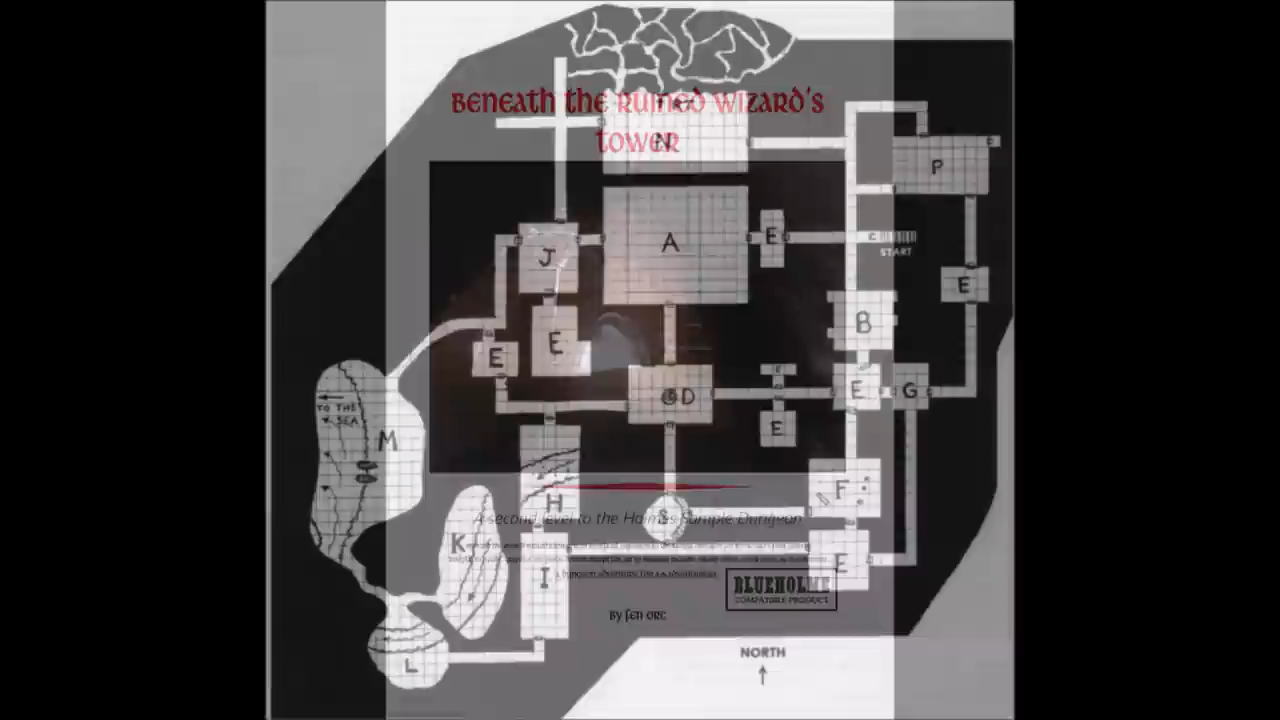 BENEATH THE RUINED WIZARD'S
TOWER
N
P
A
E
START
J
E
B
E
E
E
G
D
TO THE
SEA
E
M
F
H
S
A second level to the Holmes Sample Dungeon
K
E
I
BLUEHOLME
COMPATIBLE PRODUCT
BY SEN ORC
NORTH
L